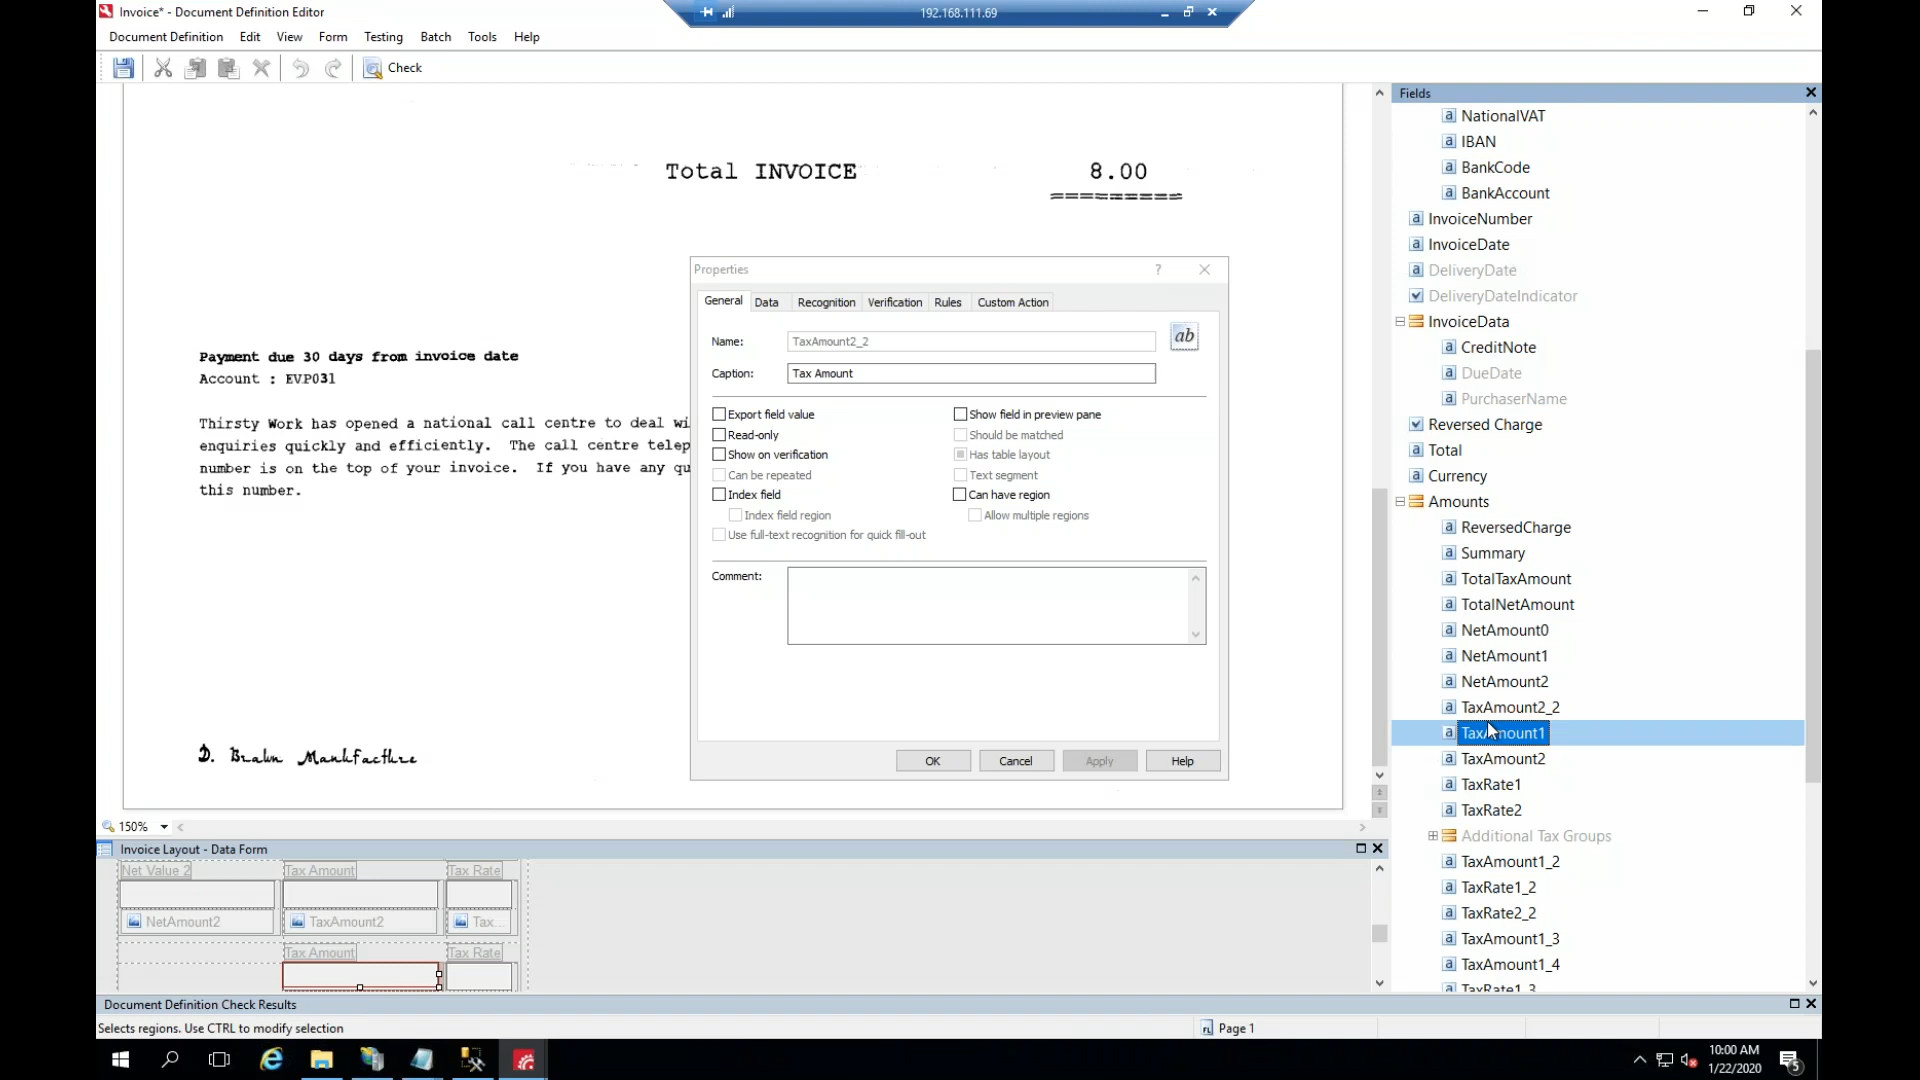 Invoice* - Document Definition Editor
192.168.111.69
Document Definition Edit View Form Testing Batch Tools Help
Check
Total INVOICE 8.00
=========
Payment due 30 days from invoice date
Account : EVP031
Thirsty Work has opened a national call centre to deal wi
enquiries quickly and efficiently. The call centre telep
number is on the top of your invoice. If you have any qu
this number.
D. Brawn Manufacture
Properties
General Data Recognition Verification Rules Custom Action
Name: TaxAmount2_2
ab
Caption: Tax Amount
Export field value
Read-only
Show on verification
Can be repeated
Index field
Index field region
Use full-text recognition for quick fill-out
Show field in preview pane
Should be matched
Has table layout
Text segment
Can have region
Allow multiple regions
Comment:
OK Cancel Apply Help
Fields
NationalVAT
IBAN
BankCode
BankAccount
InvoiceNumber
InvoiceDate
DeliveryDate
DeliveryDateIndicator
InvoiceData
CreditNote
DueDate
PurchaserName
Reversed Charge
Total
Currency
Amounts
ReversedCharge
Summary
TotalTaxAmount
TotalNetAmount
NetAmount0
NetAmount1
NetAmount2
TaxAmount2_2
TaxAmount1
TaxAmount2
TaxRate1
TaxRate2
Additional Tax Groups
TaxAmount1_2
TaxRate1_2
TaxRate2_2
TaxAmount1_3
TaxAmount1_4
TaxRate1_3
150%
Invoice Layout - Data Form
Net Value 2 Tax Amount Tax Rate
NetAmount2 TaxAmount2 Tax...
Tax Amount Tax Rate
Document Definition Check Results
Selects regions. Use CTRL to modify selection
Page 1
10:00 AM
1/22/2020
5